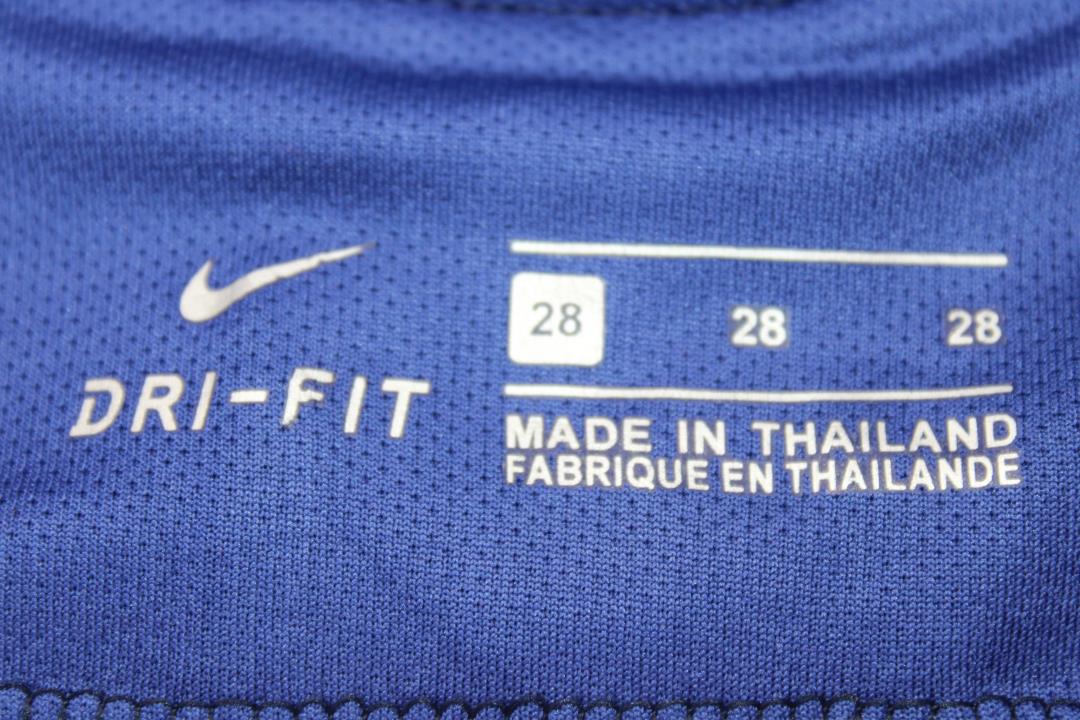 DRI-FIT
28 28 28
MADE IN THAILAND
FABRIQUE EN THAILANDE